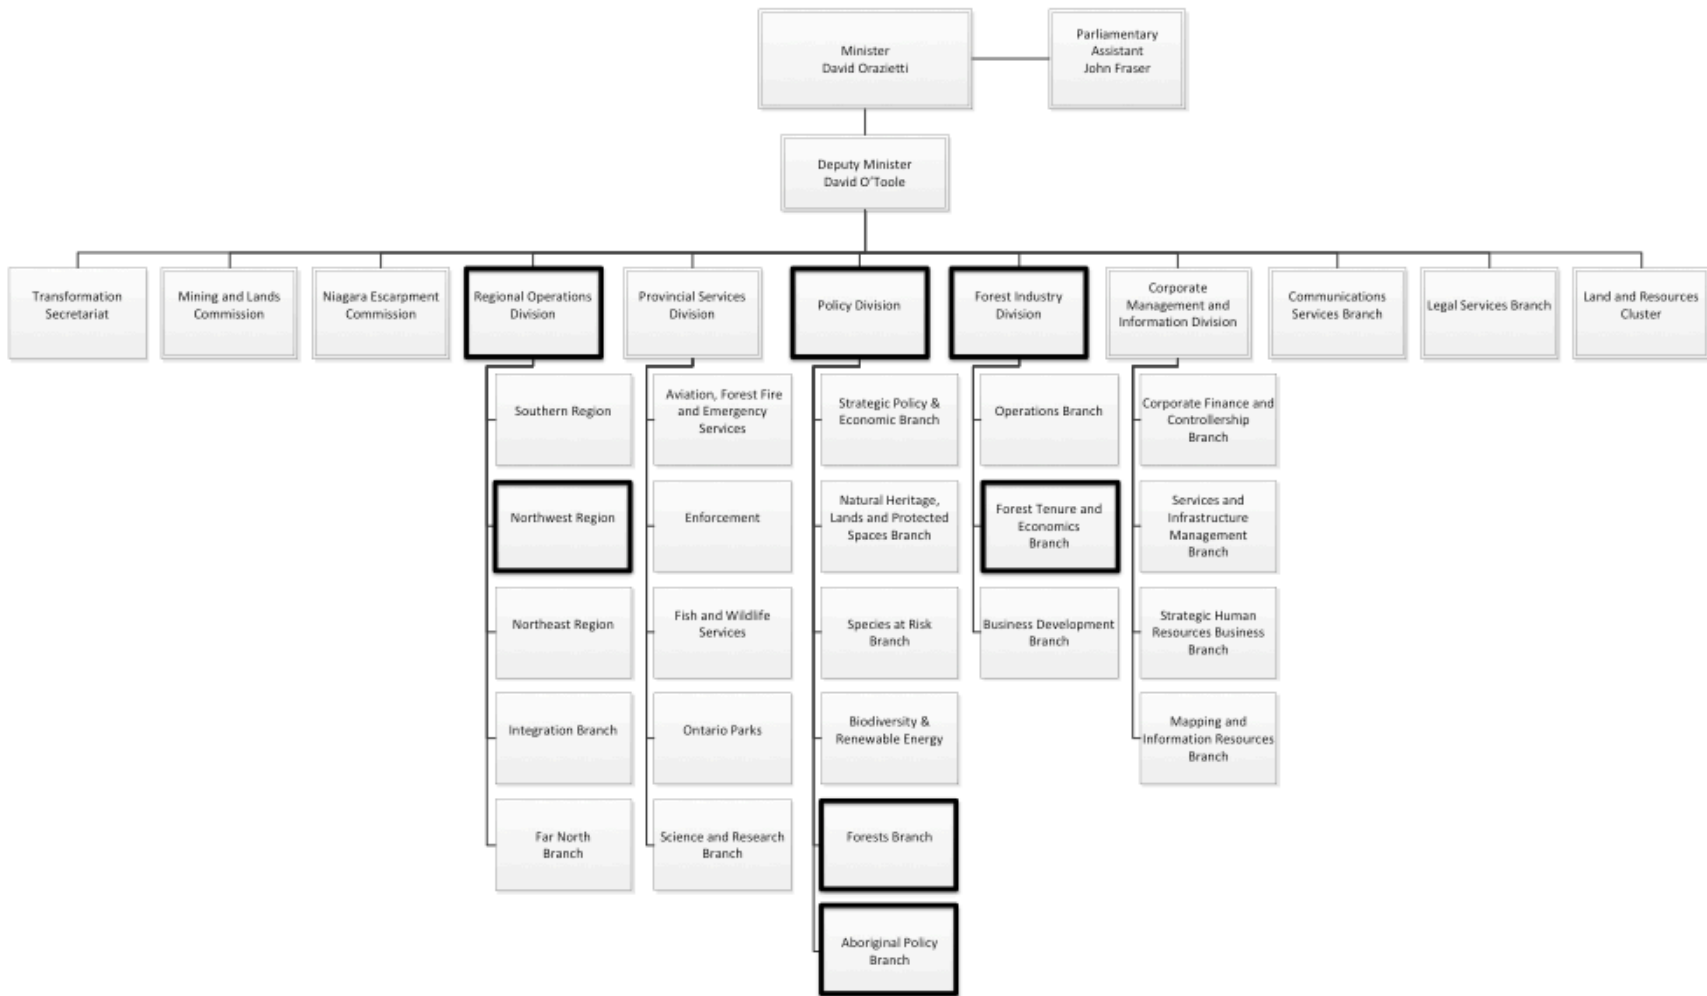 Minister
David Orazietti
Parliamentary
Assistant
John Fraser
Deputy Minister
David O'Toole
Transformation
Secretariat
Mining and Lands
Commission
Niagara Escarpment
Commission
Regional Operations
Division
Provincial Services
Division
Policy Division
Forest Industry
Division
Corporate
Management and
Information Division
Communications
Services Branch
Legal Services Branch
Land and Resources
Cluster
Southern Region
Northwest Region
Northeast Region
Integration Branch
Far North
Branch
Aviation, Forest Fire
and Emergency
Services
Enforcement
Fish and Wildlife
Services
Ontario Parks
Science and Research
Branch
Strategic Policy &
Economic Branch
Natural Heritage,
Lands and Protected
Spaces Branch
Species at Risk
Branch
Biodiversity &
Renewable Energy
Forests Branch
Aboriginal Policy
Branch
Operations Branch
Forest Tenure and
Economics
Branch
Business Development
Branch
Corporate Finance and
Controllership
Branch
Services and
Infrastructure
Management
Branch
Strategic Human
Resources Business
Branch
Mapping and
Information Resources
Branch